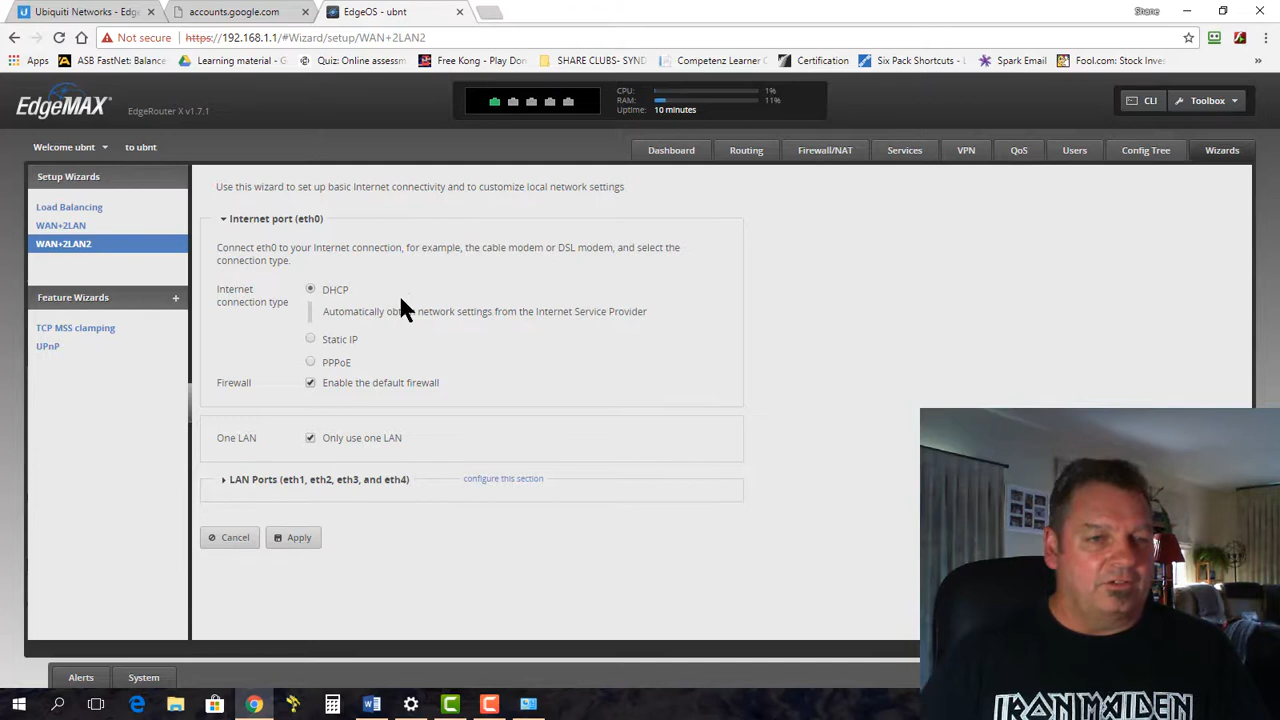 Ubiquiti Networks - Edge
accounts.google.com
EdgeOS - ubnt
Shane
Not secure
https://192.168.1.1/#Wizard/setup/WAN+2LAN2
Apps
ASB FastNet: Balance
Learning material - G
Quiz: Online assessm
Free Kong - Play Don
SHARE CLUBS- SYND
Competenz Learner C
Certification
Six Pack Shortcuts - L
Spark Email
Fool.com: Stock Inves
»
EdgeMAX
EdgeRouter X v1.7.1
CPU: 1%
RAM: 11%
Uptime: 10 minutes
CLI
Toolbox
Welcome ubnt
to ubnt
Dashboard
Routing
Firewall/NAT
Services
VPN
QoS
Users
Config Tree
Wizards
Setup Wizards
Load Balancing
WAN+2LAN
WAN+2LAN2
Feature Wizards +
TCP MSS clamping
UPnP
Use this wizard to set up basic Internet connectivity and to customize local network settings.
Internet port (eth0)
Connect eth0 to your Internet connection, for example, the cable modem or DSL modem, and select the
connection type.
Internet
connection type
DHCP
Automatically network settings from the Internet Service Provider
Static IP
PPPoE
Firewall
Enable the default firewall
One LAN
Only use one LAN
LAN Ports (eth1, eth2, eth3, and eth4)
configure this section
Cancel
Apply
Alerts
System
IRON MAIDEN